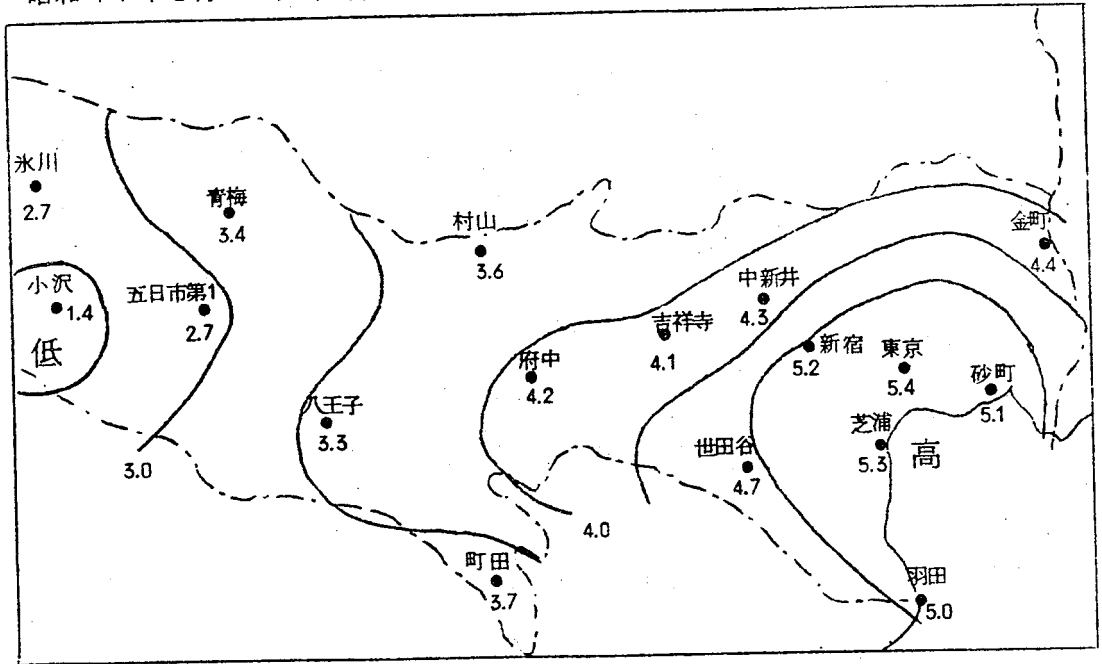 氷川
2.7
青梅
3.4
村山
3.6
金町
4.4
小沢
1.4
低
五日市第1
2.7
中新井
4.3
吉祥寺
4.1
新宿
5.2
東京
5.4
砂町
5.1
府中
4.2
八王子
3.3
芝浦
5.3
高
世田谷
4.7
3.0
4.0
町田
3.7
羽田
5.0